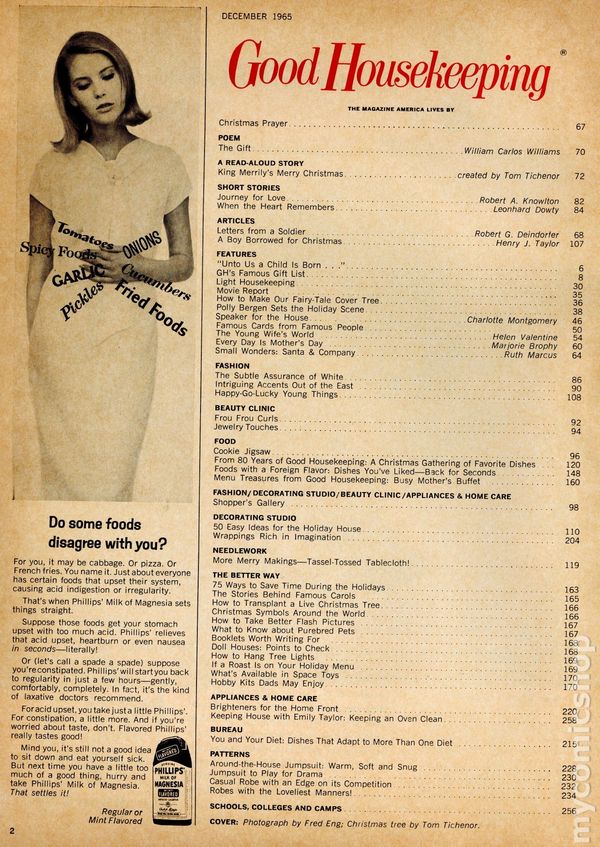 DECEMBER 1965
Good Housekeeping ®
THE MAGAZINE AMERICA LIVES BY
Christmas Prayer 67
POEM
The Gift William Carlos Williams 70
A READ-ALOUD STORY
King Merrily's Merry Christmas created by Tom Tichenor 72
SHORT STORIES
Journey for Love Robert A. Knowlton 82
When the Heart Remembers Leonhard Dowty 84
ARTICLES
Letters from a Soldier Robert G. Deindorfer 68
A Boy Borrowed for Christmas Henry J. Taylor 107
FEATURES
"Unto Us a Child Is Born . . ." 6
GH's Famous Gift List 8
Light Housekeeping 30
Movie Report 35
How to Make Our Fairy-Tale Cover Tree 36
Polly Bergen Sets the Holiday Scene 38
Speaker for the House Charlotte Montgomery 46
Famous Cards from Famous People 50
The Young Wife's World Helen Valentine 54
Every Day Is Mother's Day Marjorie Brophy 60
Small Wonders: Santa & Company Ruth Marcus 64
FASHION
The Subtle Assurance of White 86
Intriguing Accents Out of the East 90
Happy-Go-Lucky Young Things 108
BEAUTY CLINIC
Frou Frou Curls 92
Jewelry Touches 94
FOOD
Cookie Jigsaw 96
From 80 Years of Good Housekeeping: A Christmas Gathering of Favorite Dishes 120
Foods with a Foreign Flavor: Dishes You've Liked—Back for Seconds 148
Menu Treasures from Good Housekeeping: Busy Mother's Buffet 160
FASHION/DECORATING STUDIO/BEAUTY CLINIC/APPLIANCES & HOME CARE
Shopper's Gallery 98
DECORATING STUDIO
50 Easy Ideas for the Holiday House 110
Wrappings Rich in Imagination 204
NEEDLEWORK
More Merry Makings—Tassel-Tossed Tablecloth! 119
THE BETTER WAY
75 Ways to Save Time During the Holidays 163
The Stories Behind Famous Carols 165
How to Transplant a Live Christmas Tree 166
Christmas Symbols Around the World 166
How to Take Better Flash Pictures 167
What to Know about Purebred Pets 167
Booklets Worth Writing For 167
Doll Houses: Points to Check 168
How to Hang Tree Lights 169
If a Roast Is on Your Holiday Menu 169
What's Available in Space Toys 170
Hobby Kits Dads May Enjoy 170
APPLIANCES & HOME CARE
Brighteners for the Home Front 220
Keeping House with Emily Taylor: Keeping an Oven Clean 258
BUREAU
You and Your Diet: Dishes That Adapt to More Than One Diet 215
PATTERNS
Around-the-House Jumpsuit: Warm, Soft and Snug 228
Jumpsuit to Play for Drama 230
Casual Robe with an Edge on its Competition 232
Robes with the Loveliest Manners! 234
SCHOOLS, COLLEGES AND CAMPS 256
COVER: Photograph by Fred Eng; Christmas tree by Tom Tichenor.
Tomatoes
Spicy Foods
ONIONS
GARLIC
Cucumbers
Pickles
Fried Foods
Do some foods
disagree with you?
For you, it may be cabbage. Or pizza. Or
French fries. You name it. Just about everyone
has certain foods that upset their system,
causing acid indigestion or irregularity.
That's when Phillips' Milk of Magnesia sets
things straight.
Suppose those foods get your stomach
upset with too much acid. Phillips' relieves
that acid upset, heartburn or even nausea
in seconds—literally!
Or (let's call a spade a spade) suppose
you're constipated. Phillips' will start you back
to regularity in just a few hours—gently,
comfortably, completely. In fact, it's the kind
of laxative doctors recommend.
For acid upset, you take just a little Phillips'.
For constipation, a little more. And if you're
worried about taste, don't. Flavored Phillips'
really tastes good!
Mind you, it's still not a good idea
to sit down and eat yourself sick.
But next time you have a little too
much of a good thing, hurry and
take Phillips' Milk of Magnesia.
That settles it!
Regular or
Mint Flavored
FLAVORED
PHILLIPS'
MILK OF
MAGNESIA
FLAVORED
2
mycomicshop